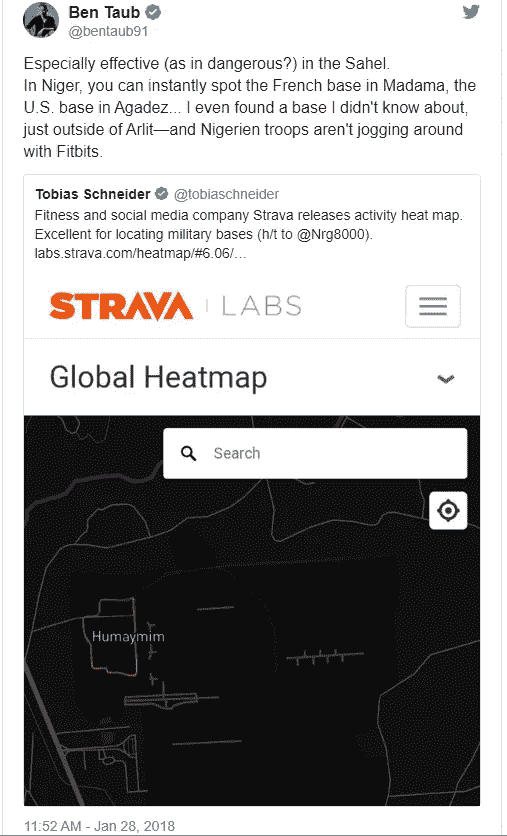 Ben Taub
@bentaub91
Especially effective (as in dangerous?) in the Sahel.
In Niger, you can instantly spot the French base in Madama, the
U.S. base in Agadez... I even found a base I didn't know about,
just outside of Arlit—and Nigerien troops aren't jogging around
with Fitbits.
Tobias Schneider @tobiaschneider
Fitness and social media company Strava releases activity heat map.
Excellent for locating military bases (h/t to @Nrg8000).
labs.strava.com/heatmap/#6.06/…
STRAVA | LABS
Global Heatmap
Search
Humaymim
11:52 AM - Jan 28, 2018